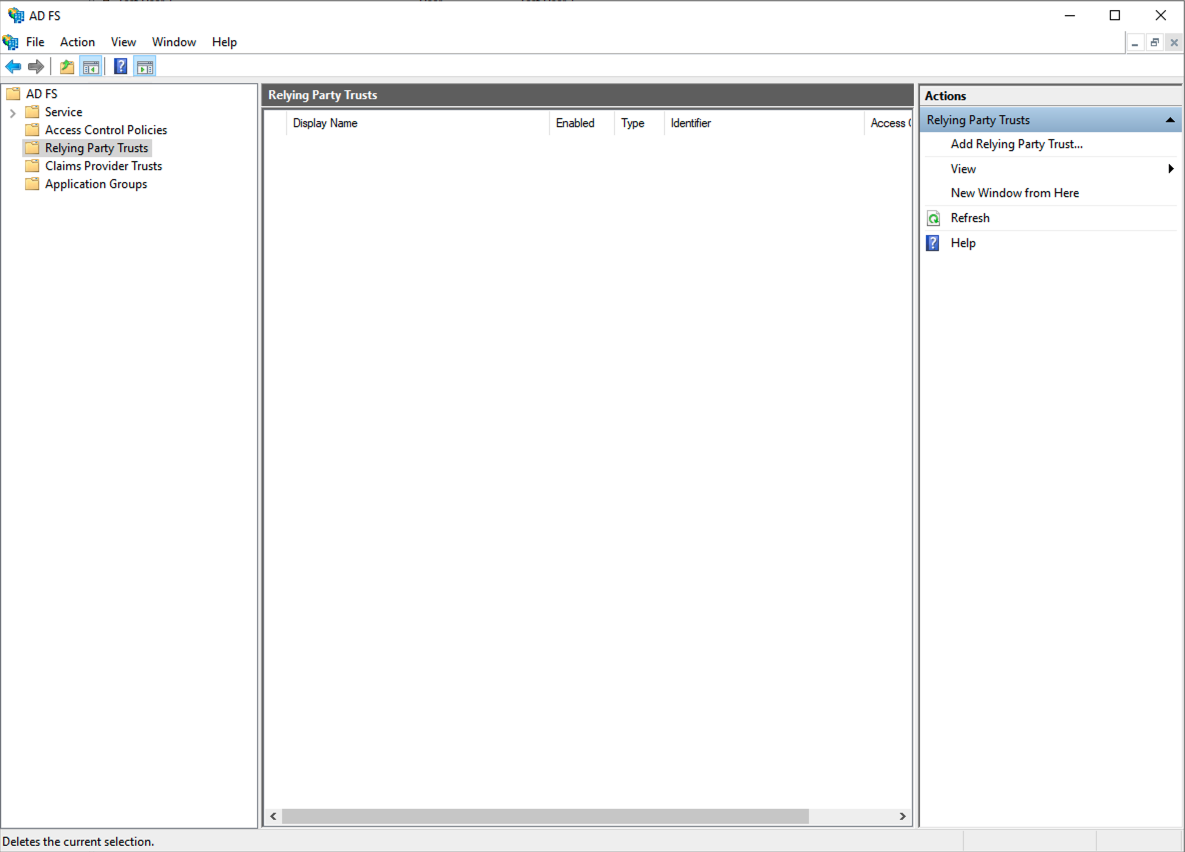 AD FS
File Action View Window Help
AD FS
Service
Access Control Policies
Relying Party Trusts
Claims Provider Trusts
Application Groups
Relying Party Trusts
Display Name Enabled Type Identifier Access
Actions
Relying Party Trusts
Add Relying Party Trust...
View
New Window from Here
Refresh
Help
Deletes the current selection.